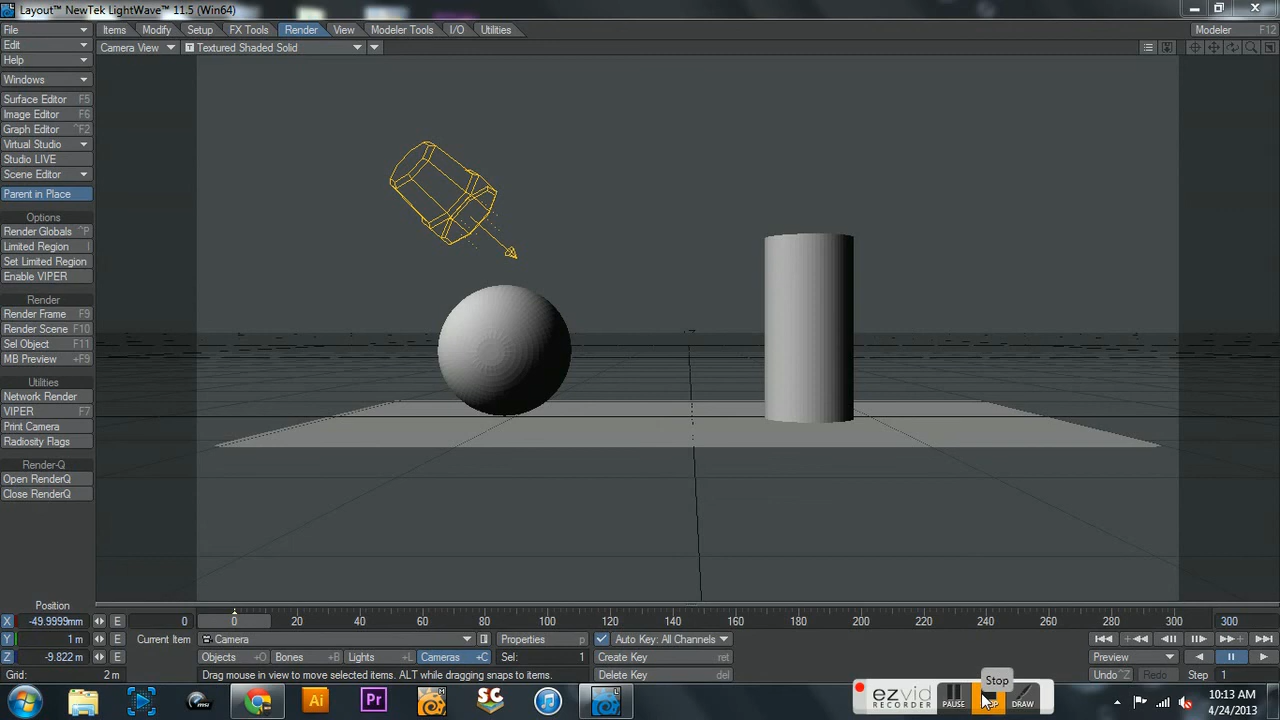 Layout™ NewTek LightWave ™ 11.5 (Win64)
File Items Modify Setup FX Tools Render View Modeler Tools I/O Utilities Modeler F12
Edit Camera View T Textured Shaded Solid
Help
Windows
Surface Editor F5
Image Editor F6
Graph Editor ^F2
Virtual Studio
Studio LIVE
Scene Editor
Parent in Place
Options
Render Globals ^P
Limited Region l
Set Limited Region
Enable VIPER
Render
Render Frame F9
Render Scene F10
Sel Object F11
MB Preview +F9
Utilities
Network Render
VIPER F7
Print Camera
Radiosity Flags
Render-Q
Open RenderQ
Close RenderQ
Position
X -49.9999mm E 0 0 20 40 60 80 100 120 140 160 180 200 220 240 260 280 300 300
Y 1 m E Current Item Camera Properties p Auto Key: All Channels
Z -9.822 m E Objects +O Bones +B Lights +L Cameras +C Sel: 1 Create Key ret Preview
Grid: 2 m Drag mouse in view to move selected items. ALT while dragging snaps to items. Delete Key del Undo ^Z Redo Step 1
Stop
ezvid
RECORDER
PAUSE
DRAW
Ai
Pr
SC
10:13 AM
4/24/2013